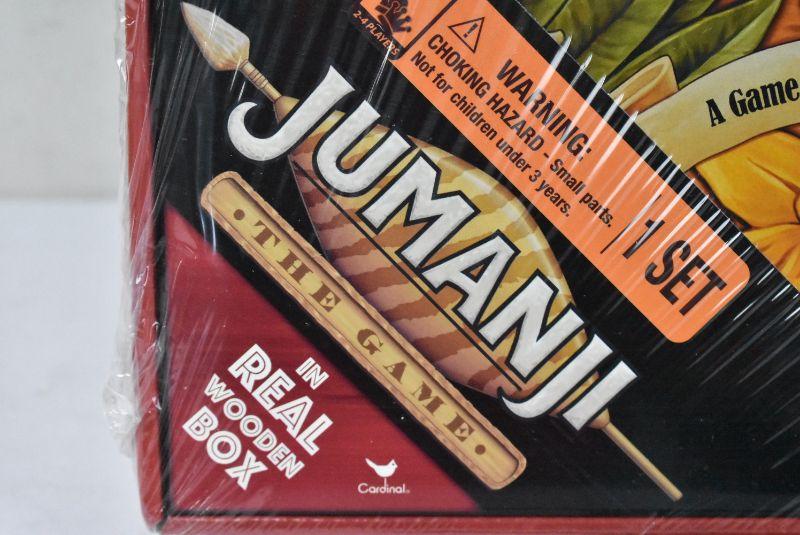 2-4 PLAYERS
WARNING:
CHOKING HAZARD - Small parts.
Not for children under 3 years.
1 SET
A Game
JUMANJI
• THE GAME •
IN
REAL
WOODEN
BOX
Cardinal